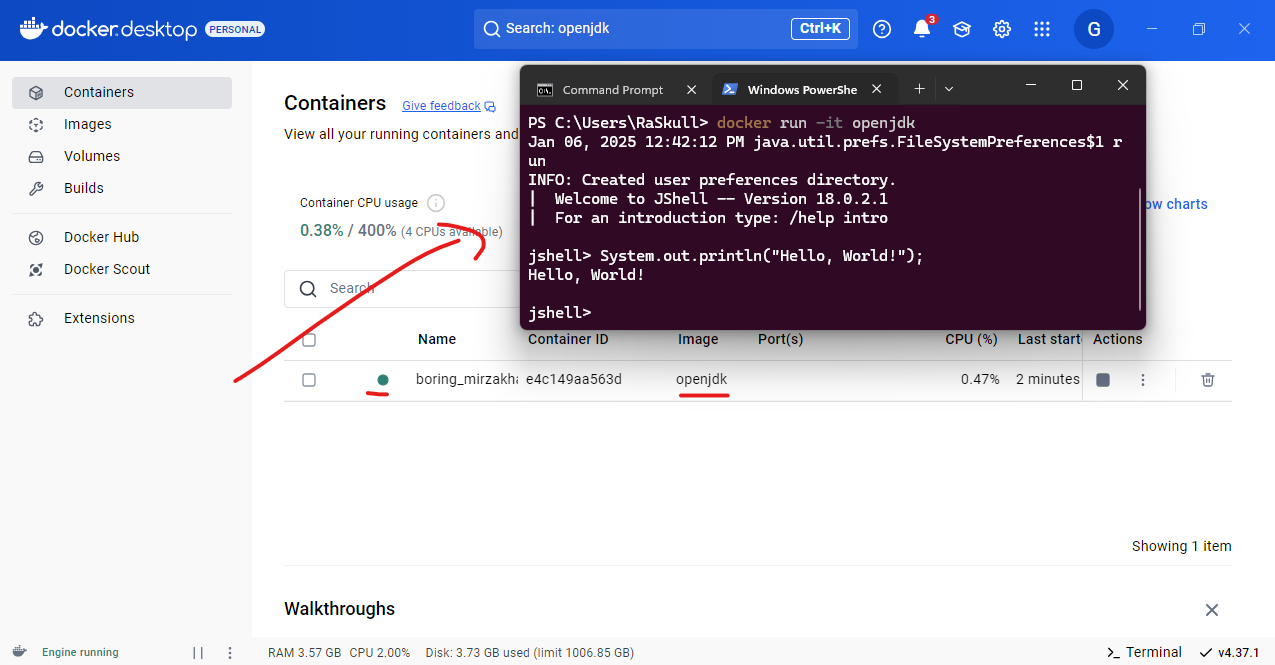 docker.desktop PERSONAL
Search: openjdk Ctrl+K
3
G
Containers
Images
Volumes
Builds
Docker Hub
Docker Scout
Extensions
Containers Give feedback
View all your running containers and
Container CPU usage
0.38% / 400% (4 CPUs available)
ow charts
Search
Command Prompt
Windows PowerShe
PS C:\Users\RaSkull> docker run -it openjdk
Jan 06, 2025 12:42:12 PM java.util.prefs.FileSystemPreferences$1 r
un
INFO: Created user preferences directory.
| Welcome to JShell -- Version 18.0.2.1
| For an introduction type: /help intro
jshell> System.out.println("Hello, World!");
Hello, World!
jshell>
Name Container ID Image Port(s) CPU (%) Last starte Actions
boring_mirzakha e4c149aa563d openjdk 0.47% 2 minutes
Showing 1 item
Walkthroughs
Engine running
RAM 3.57 GB CPU 2.00% Disk: 3.73 GB used (limit 1006.85 GB)
>_ Terminal v4.37.1